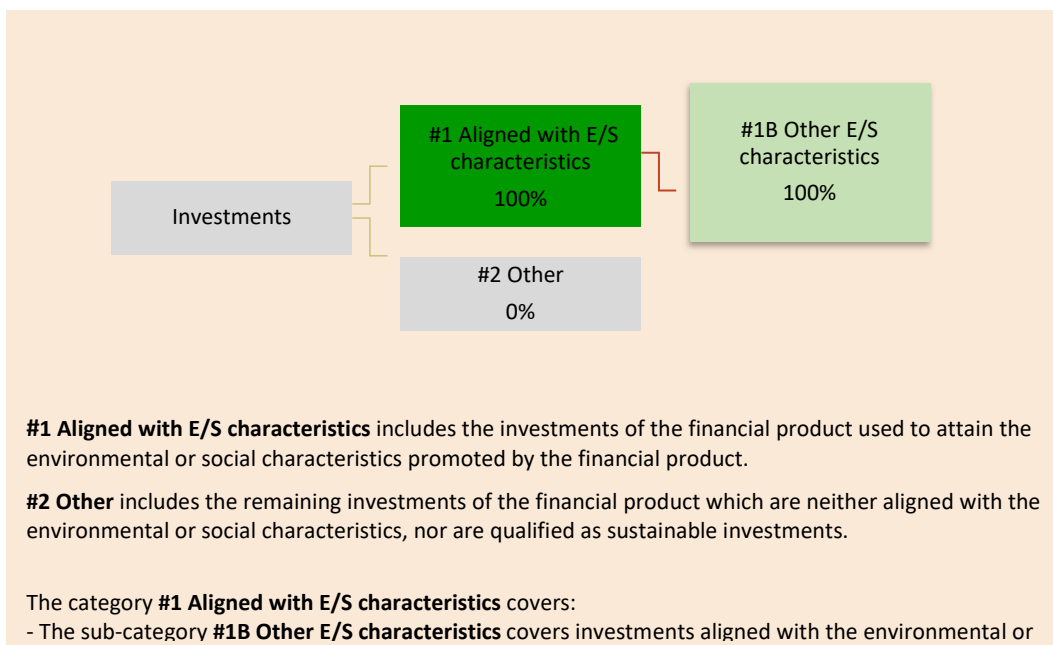 #1 Aligned with E/S
characteristics
100%
#1B Other E/S
characteristics
100%
Investments
#2 Other
0%
#1 Aligned with E/S characteristics includes the investments of the financial product used to attain the
environmental or social characteristics promoted by the financial product.
#2 Other includes the remaining investments of the financial product which are neither aligned with the
environmental or social characteristics, nor are qualified as sustainable investments.
The category #1 Aligned with E/S characteristics covers:
- The sub-category #1B Other E/S characteristics covers investments aligned with the environmental or